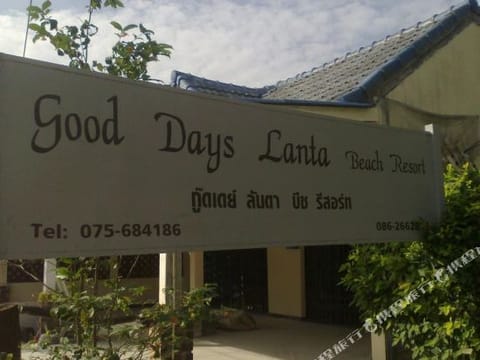 Good Days Lanta Beach Resort
กู๊ดเดย์ ลันตา บีช รีสอร์ท
Tel: 075-684186